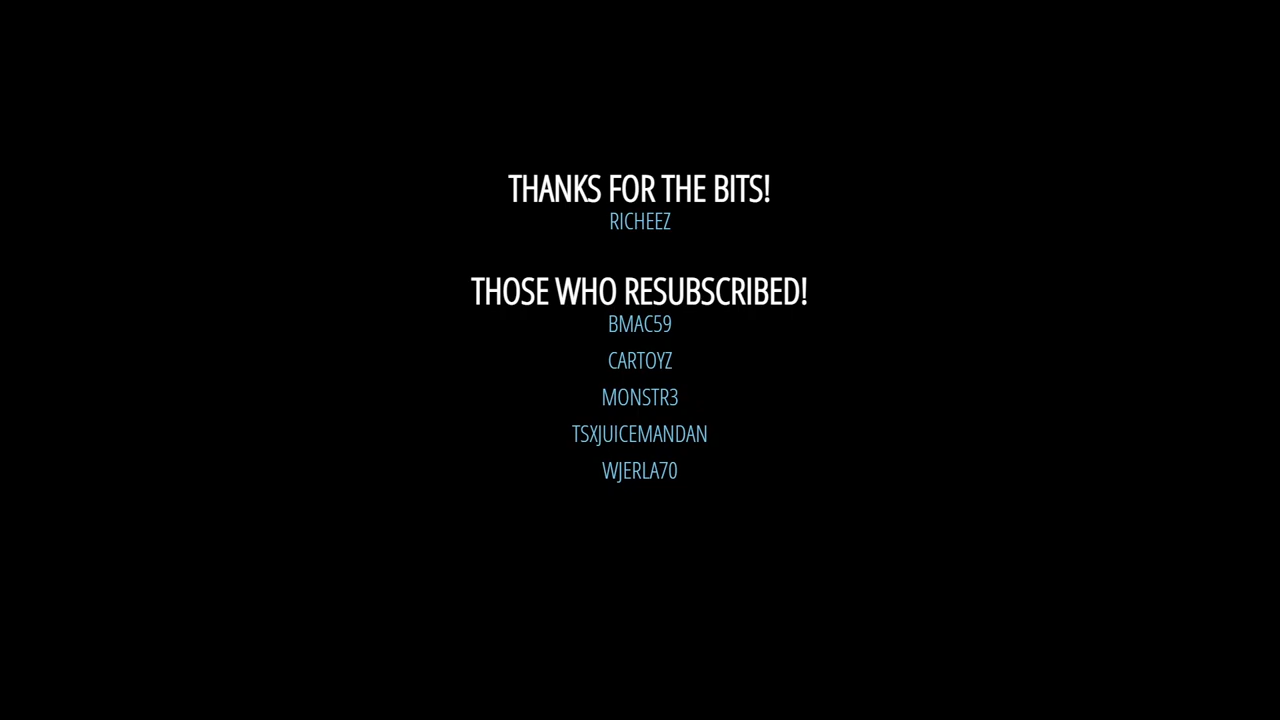 THANKS FOR THE BITS!
RICHEEZ
THOSE WHO RESUBSCRIBED!
BMAC59
CARTOYZ
MONSTR3
TSXJUICEMANDAN
WJERLA70